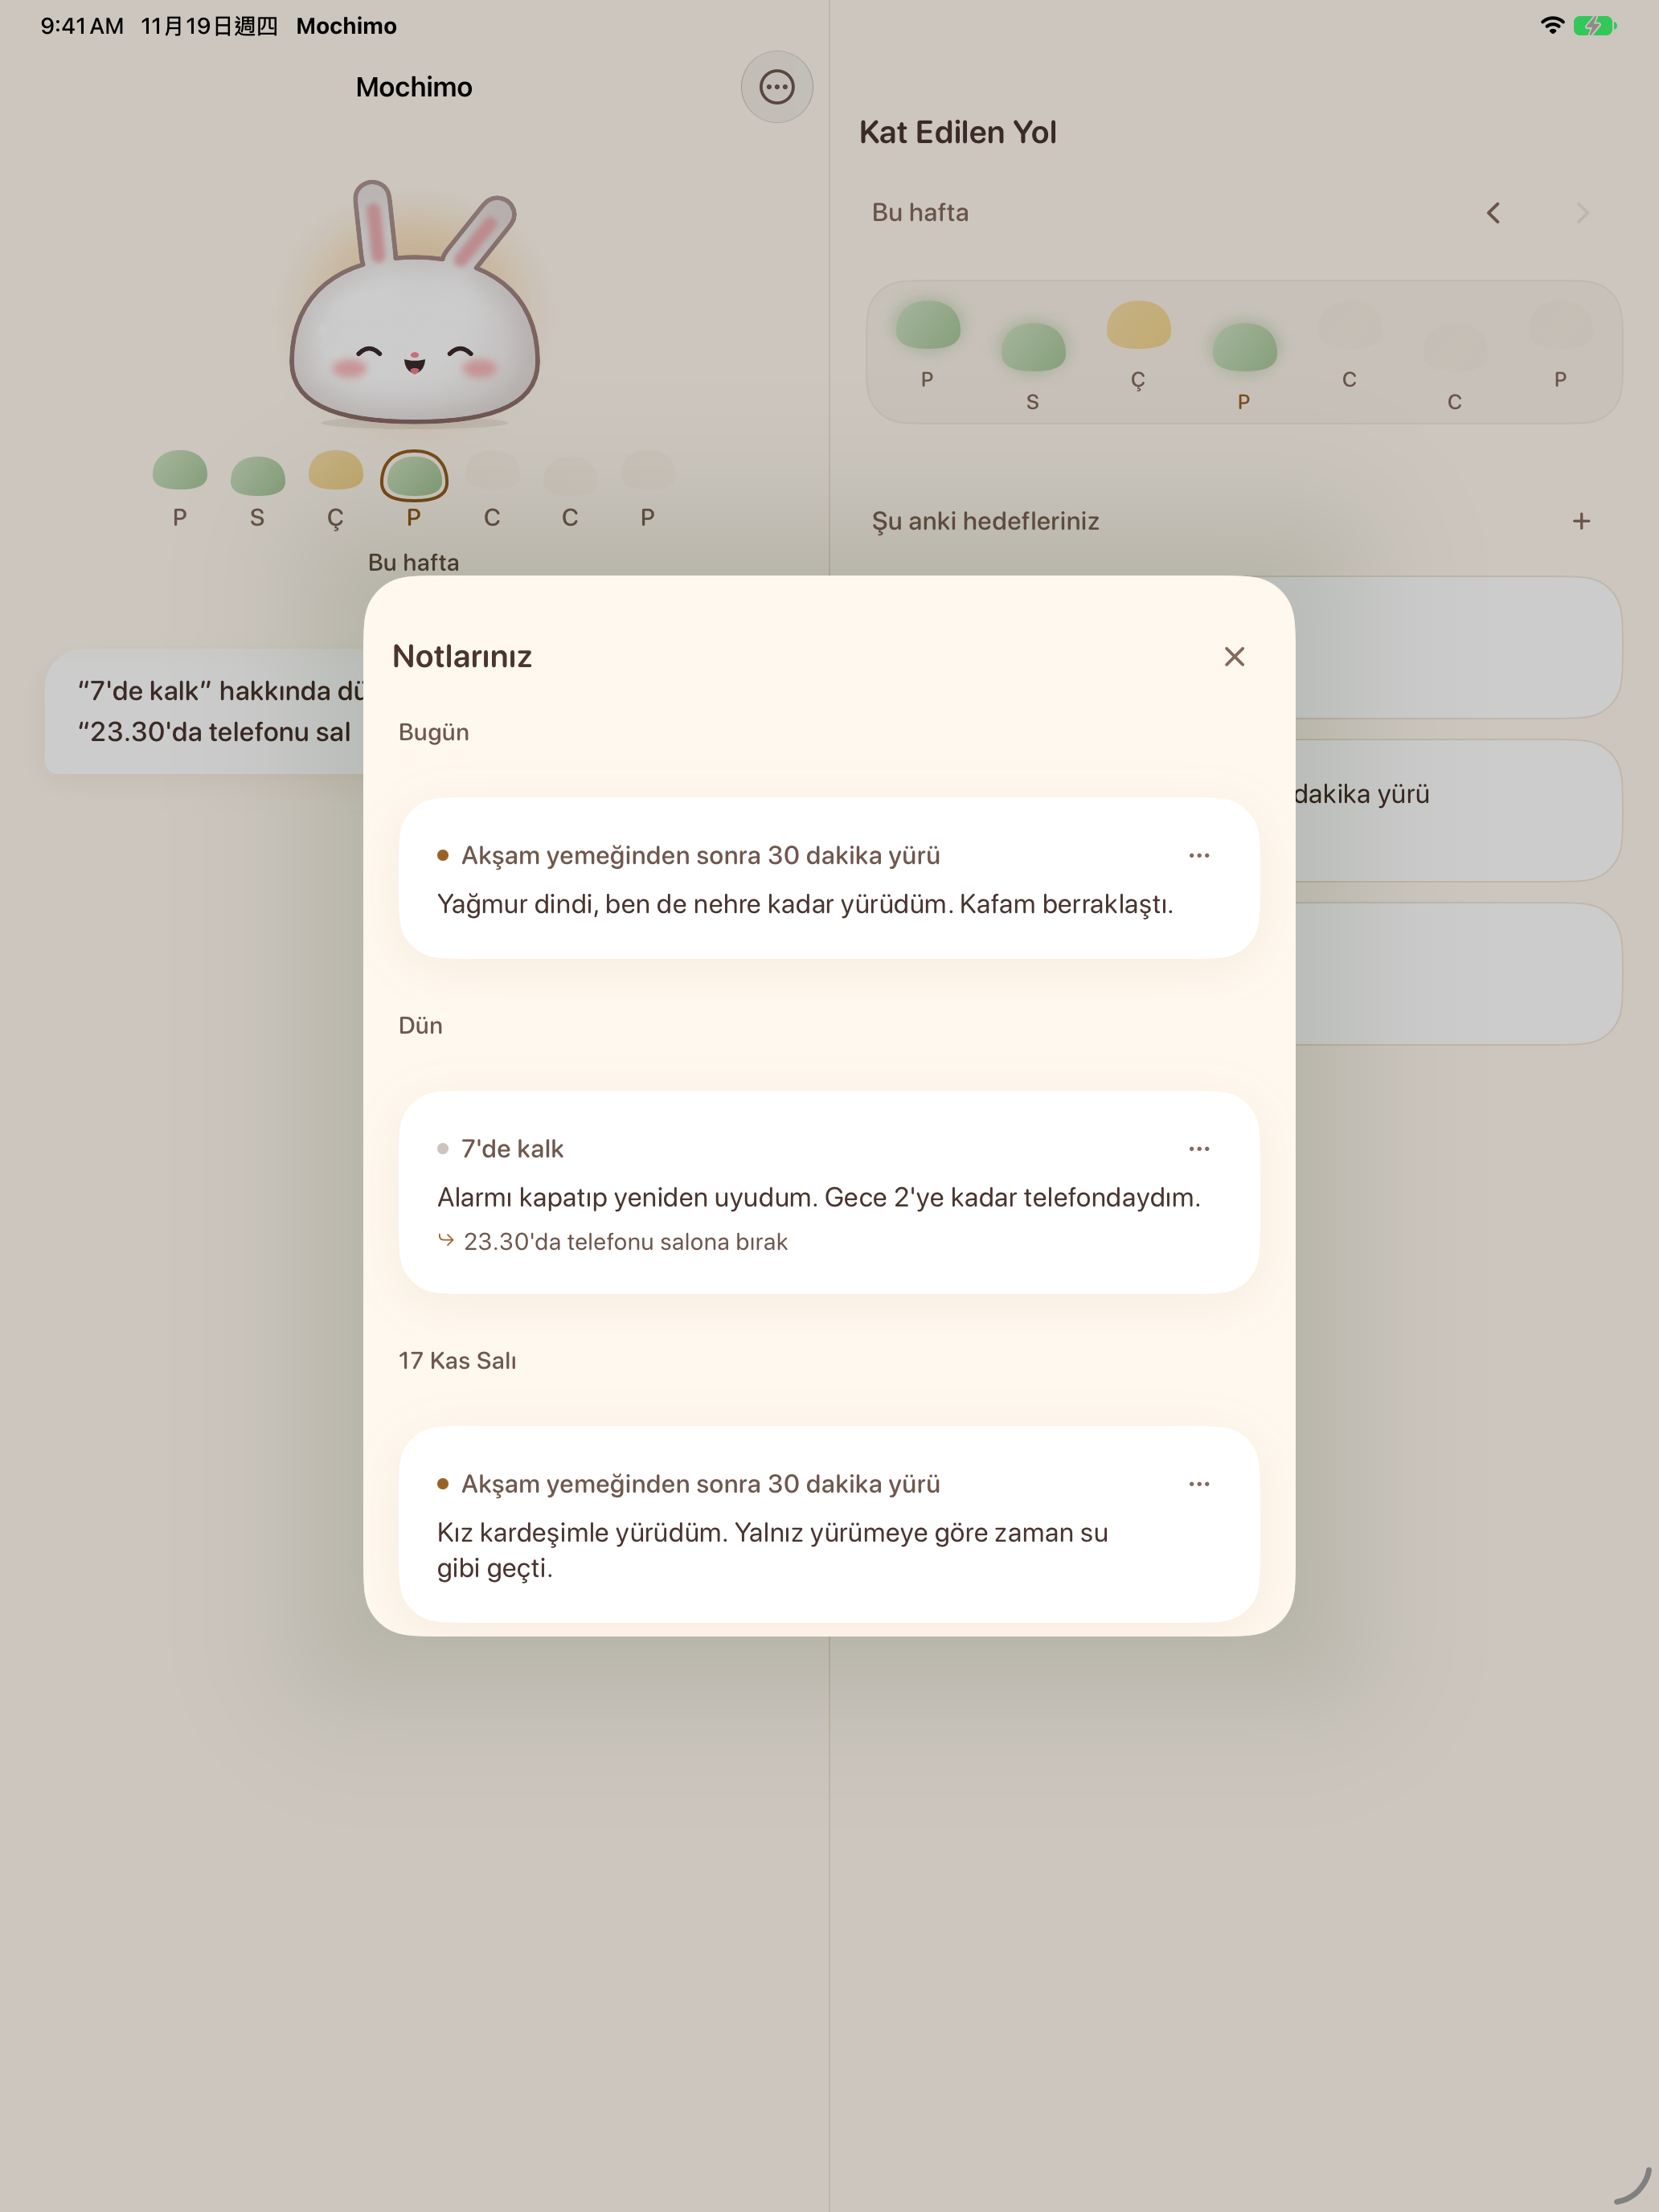 9:41 AM 11月19日週四 Mochimo
Mochimo
P S Ç P C C P
Bu hafta
“7'de kalk” hakkında
“23.30'da telefonu
Kat Edilen Yol
Bu hafta
P S Ç P C C P
Şu anki hedefleriniz
dakika yürü
Notlarınız
Bugün
Akşam yemeğinden sonra 30 dakika yürü
Yağmur dindi, ben de nehre kadar yürüdüm. Kafam berraklaştı.
Dün
7'de kalk
Alarmı kapatıp yeniden uyudum. Gece 2'ye kadar telefondaydım.
23.30'da telefonu salona bırak
17 Kas Salı
Akşam yemeğinden sonra 30 dakika yürü
Kız kardeşimle yürüdüm. Yalnız yürümeye göre zaman su
gibi geçti.